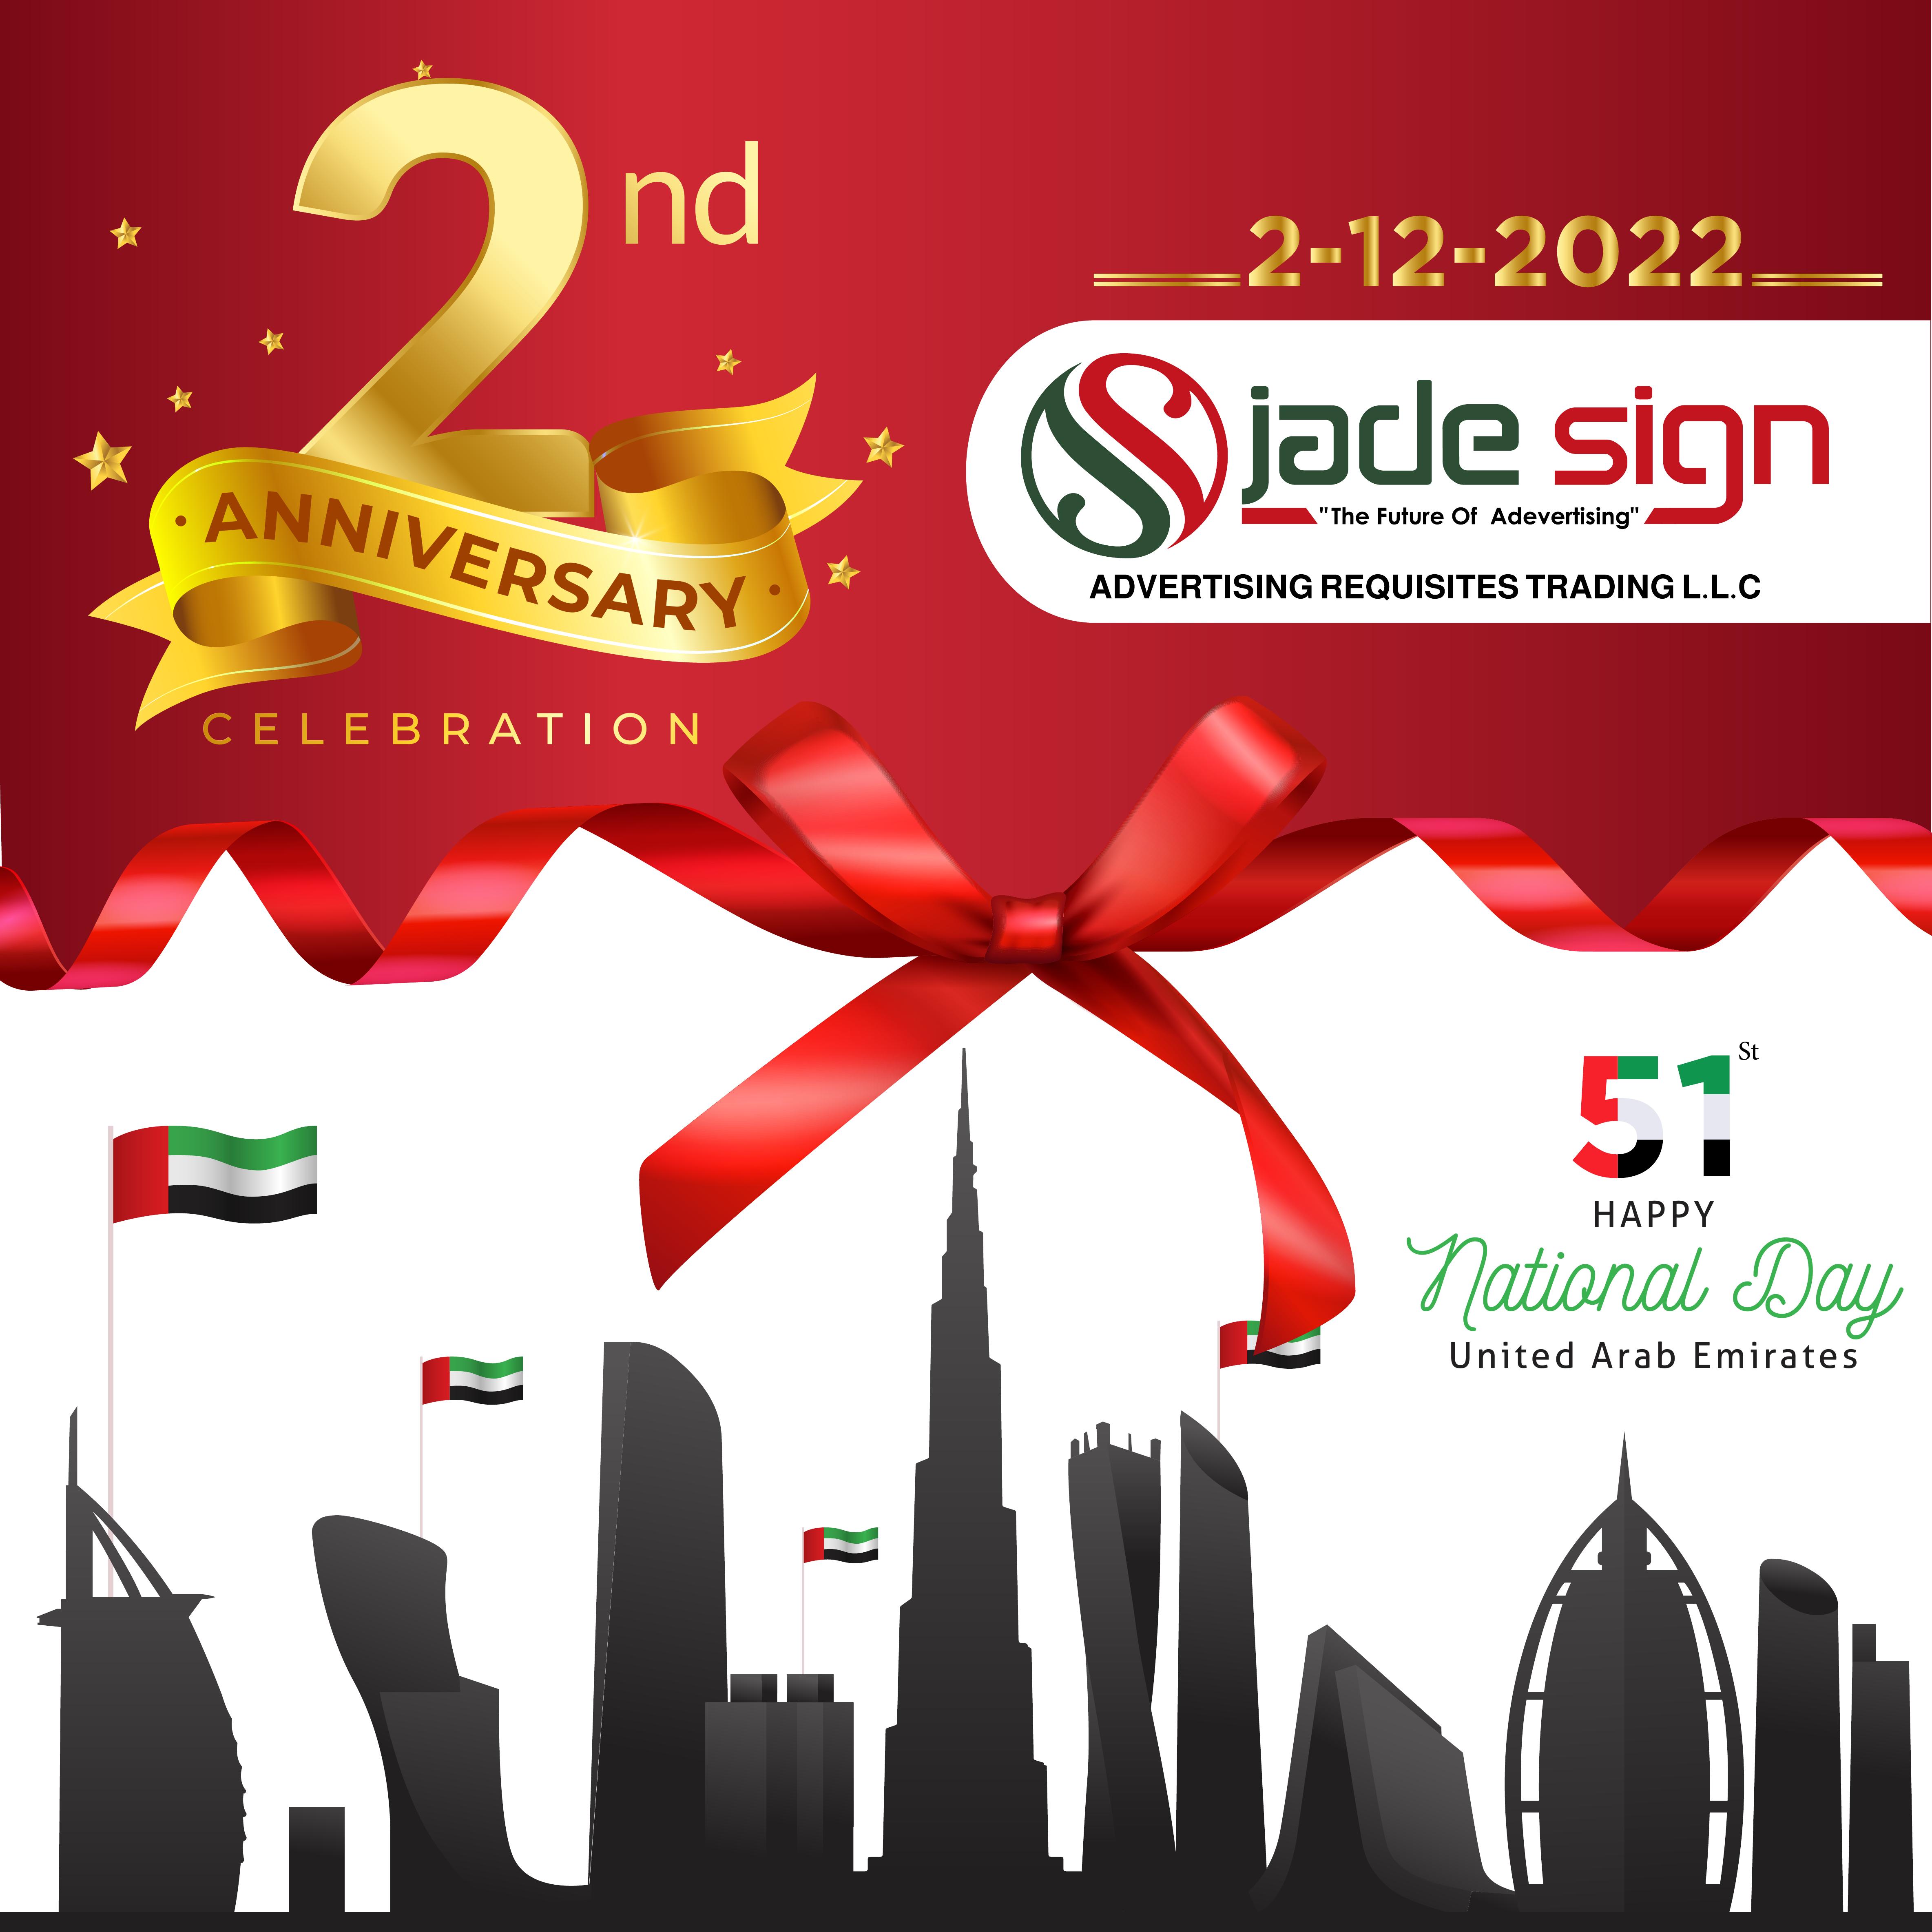 2nd
ANNIVERSARY
CELEBRATION
2-12-2022
jade sign
"The Future Of Adevertising"
ADVERTISING REQUISITES TRADING L.L.C
51St
HAPPY
National Day
United Arab Emirates